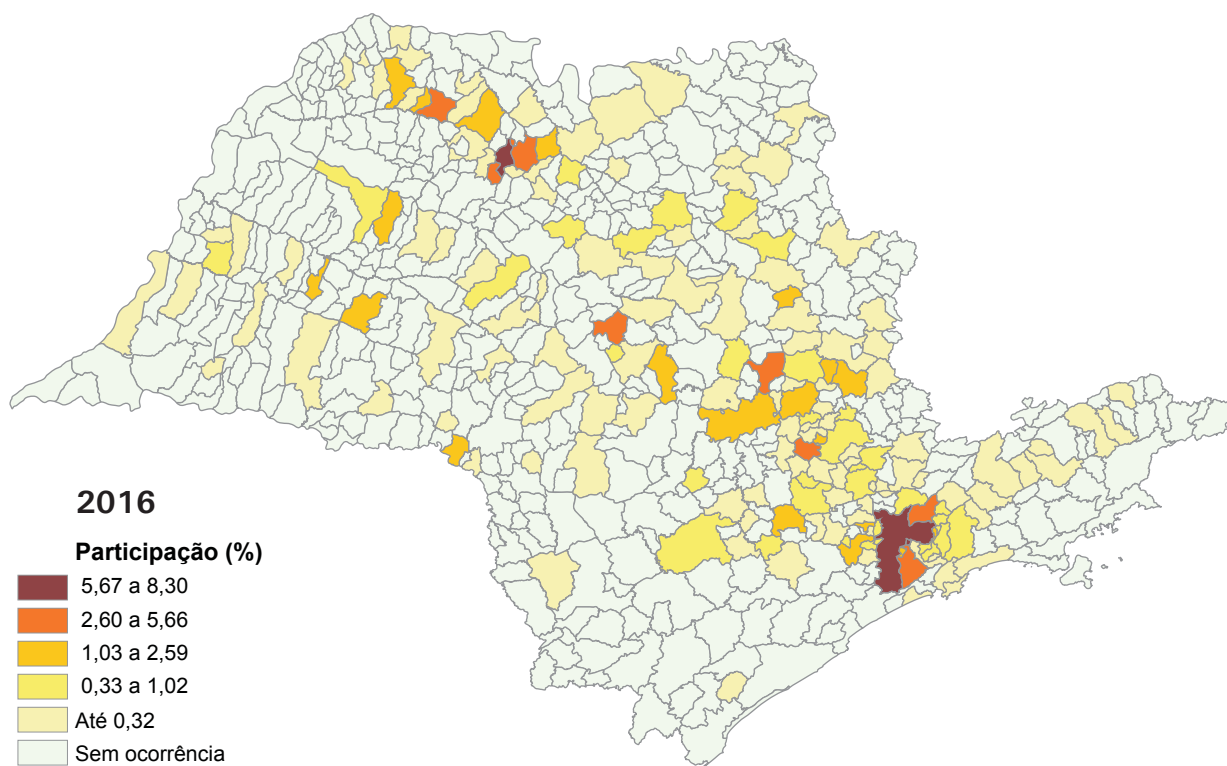 2016
Participação (%)
5,67 a 8,30
2,60 a 5,66
1,03 a 2,59
0,33 a 1,02
Até 0,32
Sem ocorrência